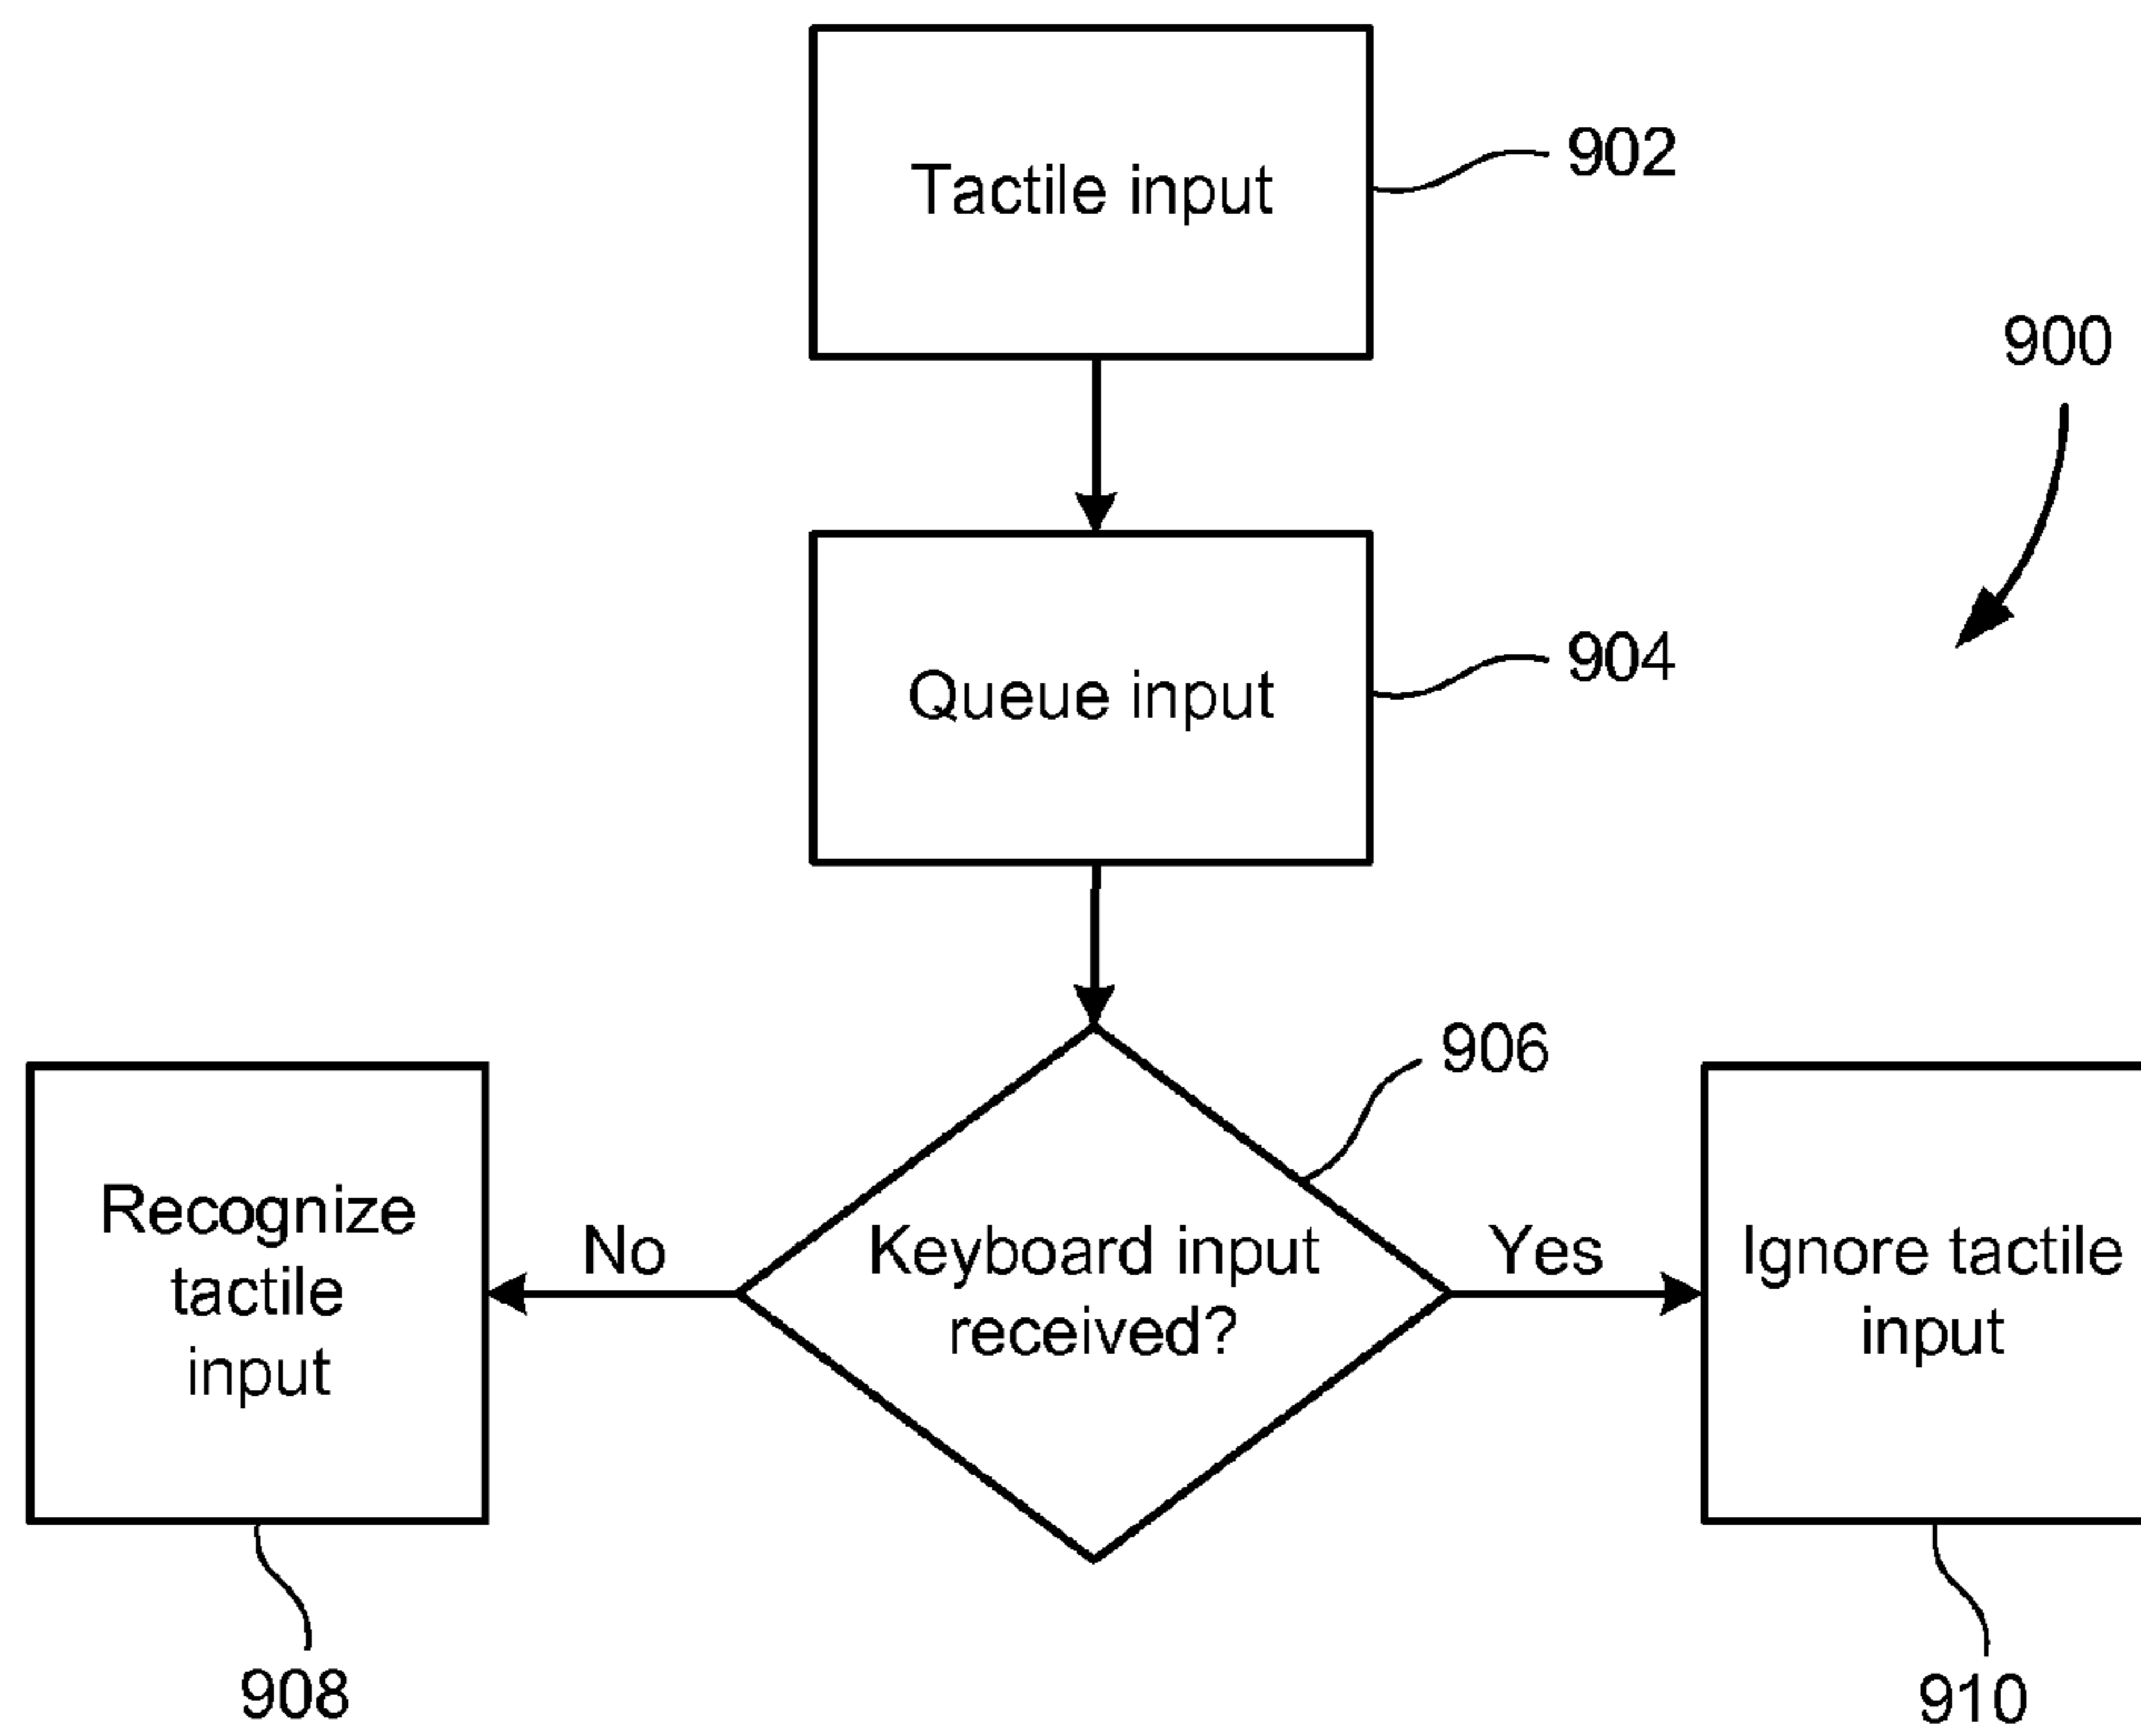 Tactile input
902
900
Queue input
904
906
Recognize
tactile
input
No
Keyboard input
received?
Yes
Ignore tactile
input
908
910